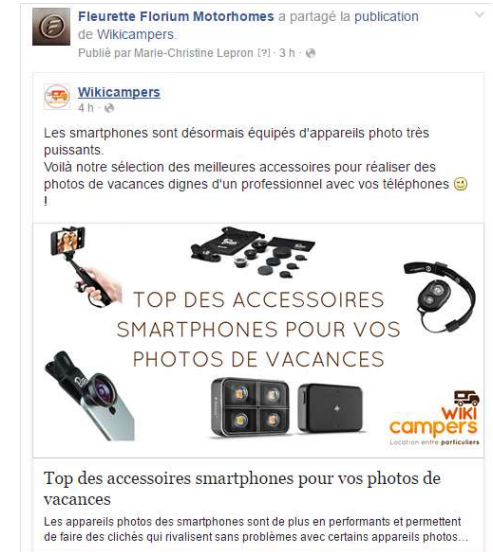 Fleurette Florium Motorhomes a partagé la publication
de Wikicampers.
Publié par Marie-Christine Lepron [?] · 3 h ·
Wikicampers
4 h ·
Les smartphones sont désormais équipés d'appareils photo très
puissants.
Voilà notre sélection des meilleures accessoires pour réaliser des
photos de vacances dignes d'un professionnel avec vos téléphones
!
TOP DES ACCESSOIRES
SMARTPHONES POUR VOS
PHOTOS DE VACANCES
WIKI
campers
Location entre particuliers
Top des accessoires smartphones pour vos photos de
vacances
Les appareils photos des smartphones sont de plus en performants et permettent
de faire des clichés qui rivalisent sans problèmes avec certains appareils photos...